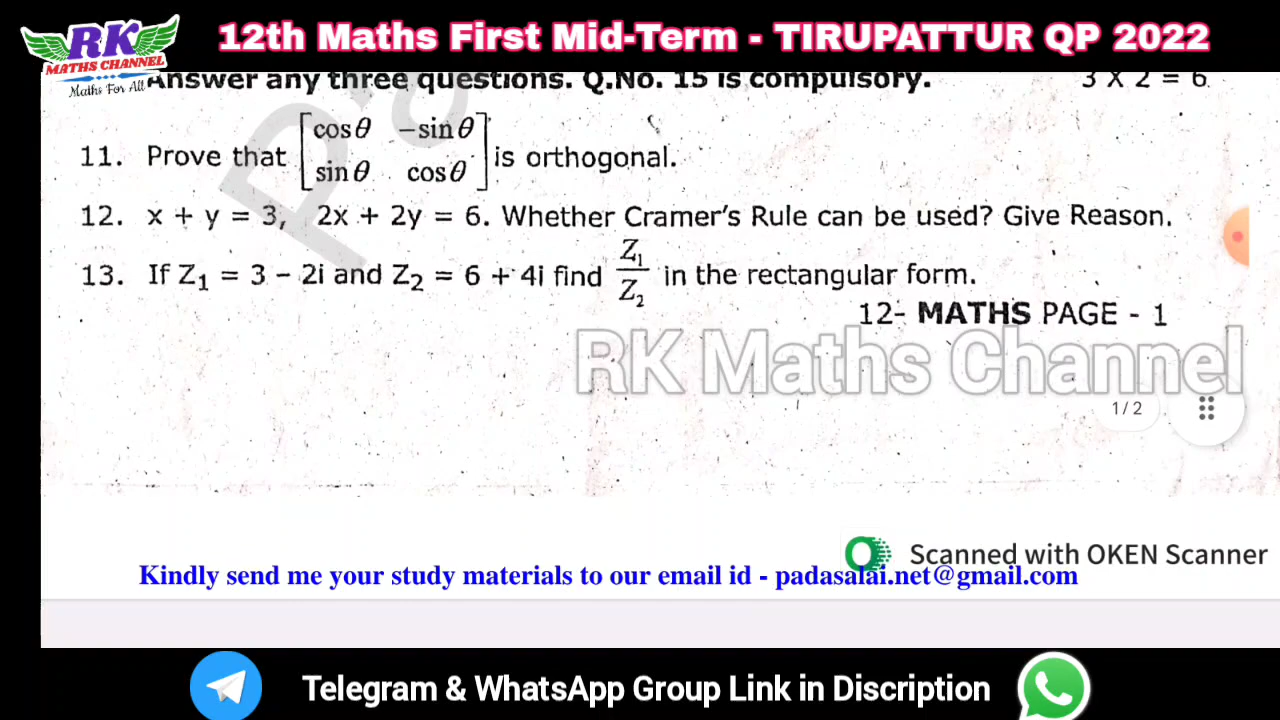 RK
MATHS CHANNEL
Maths For All
12th Maths First Mid-Term - TIRUPATTUR QP 2022
Answer any three questions. Q.No. 15 is compulsory. 3 X 2 = 6
11. Prove that [cosθ −sinθ
sinθ cosθ] is orthogonal.
12. x + y = 3, 2x + 2y = 6. Whether Cramer's Rule can be used? Give Reason.
13. If Z₁ = 3 − 2i and Z₂ = 6 + 4i find Z₁/Z₂ in the rectangular form.
12- MATHS PAGE - 1
RK Maths Channel
1/2
Scanned with OKEN Scanner
Kindly send me your study materials to our email id - padasalai.net@gmail.com
Telegram & WhatsApp Group Link in Discription